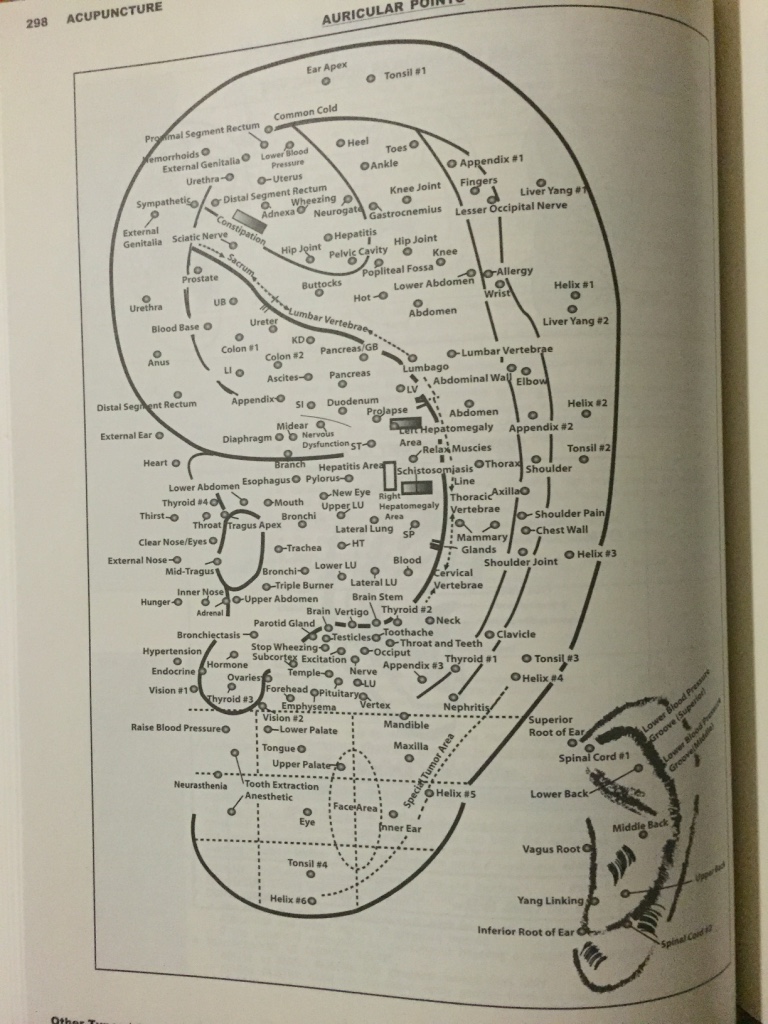 298 ACUPUNCTURE
AURICULAR POINTS
Ear Apex
Tonsil #1
Common Cold
Proximal Segment Rectum
Heel
Toes
Hemorrhoids
External Genitalia
Lower Blood
Pressure
Ankle
Appendix #1
Urethra
Uterus
Knee Joint
Fingers
Liver Yang #1
Sympathetic
Distal Segment Rectum
Wheezing
Adnexa
Neurogate
Gastrocnemius
Lesser Occipital Nerve
External
Genitalia
Constipation
Sciatic Nerve
Hepatitis
Hip Joint
Pelvic Cavity
Hip Joint
Knee
Sacrum
Popliteal Fossa
Allergy
Prostate
Buttocks
Lower Abdomen
Wrist
Helix #1
Urethra
UB
Hot
Abdomen
Liver Yang #2
Blood Base
Ureter
Lumbar Vertebrae
KD
Colon #1
Pancreas/GB
Lumbar Vertebrae
Anus
Colon #2
Lumbago
LI
Ascites
Pancreas
Abdominal Wall
Elbow
LV
Distal Segment Rectum
Appendix
SI
Duodenum
Prolapse
Abdomen
Helix #2
Appendix #2
External Ear
Midear
Diaphragm
Nervous
Dysfunction
ST
Left Hepatomegaly
Area
Relax Muscies
Tonsil #2
Heart
Branch
Hepatitis Area
Schistosomiasis
Line
Thorax
Shoulder
Esophagus
Pylorus
Lower Abdomen
Thyroid #4
Mouth
New Eye
Right
Hepatomegaly
Area
Thoracic
Vertebrae
Axilla
Thirst
Throat
Tragus Apex
Bronchi
Upper LU
Shoulder Pain
Lateral Lung
SP
Mammary
Glands
Chest Wall
Clear Nose/Eyes
Trachea
HT
Shoulder Joint
Helix #3
External Nose
Mid-Tragus
Bronchi
Lower LU
Blood
Cervical
Vertebrae
Triple Burner
Lateral LU
Inner Nose
Hunger
Adrenal
Upper Abdomen
Brain Stem
Brain
Vertigo
Thyroid #2
Neck
Parotid Gland
Bronchiectasis
Testicles
Toothache
Clavicle
Throat and Teeth
Stop Wheezing
Hypertension
Hormone
Subcortex
Excitation
Occiput
Thyroid #1
Tonsil #3
Endocrine
Ovaries
Temple
Nerve
Appendix #3
Helix #4
Vision #1
Thyroid #3
Forehead
Pituitary
LU
Emphysema
Vertex
Nephritis
Vision #2
Mandible
Superior
Root of Ear
Lower Blood Pressure
Groove (Superior)
Raise Blood Pressure
Lower Palate
Tongue
Maxilla
Spinal Cord #1
Lower Blood Pressure
Groove (Middle)
Upper Palate
Special Tumor Area
Neurasthenia
Tooth Extraction
Anesthetic
Helix #5
Lower Back
Face Area
Eye
Inner Ear
Middle Back
Vagus Root
Tonsil #4
Upper Back
Helix #6
Yang Linking
Inferior Root of Ear
Spinal Cord #2